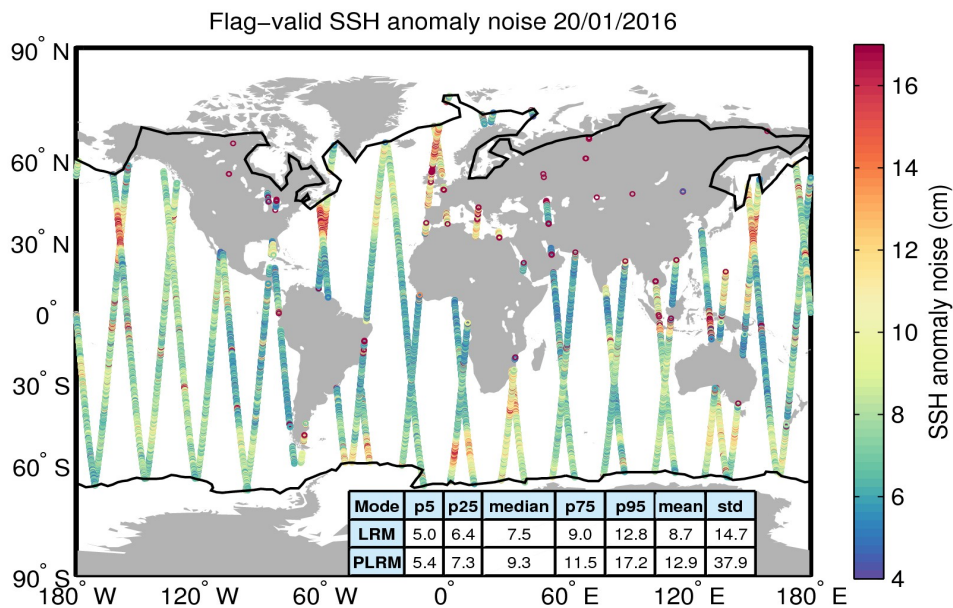 Flag−valid SSH anomaly noise 20/01/2016
90° N
60° N
30° N
0°
30° S
60° S
90° S
180° W
120° W
60° W
0°
60° E
120° E
180° E
Mode p5 p25 median p75 p95 mean std
LRM 5.0 6.4 7.5 9.0 12.8 8.7 14.7
PLRM 5.4 7.3 9.3 11.5 17.2 12.9 37.9
16
14
12
10
8
6
4
SSH anomaly noise (cm)